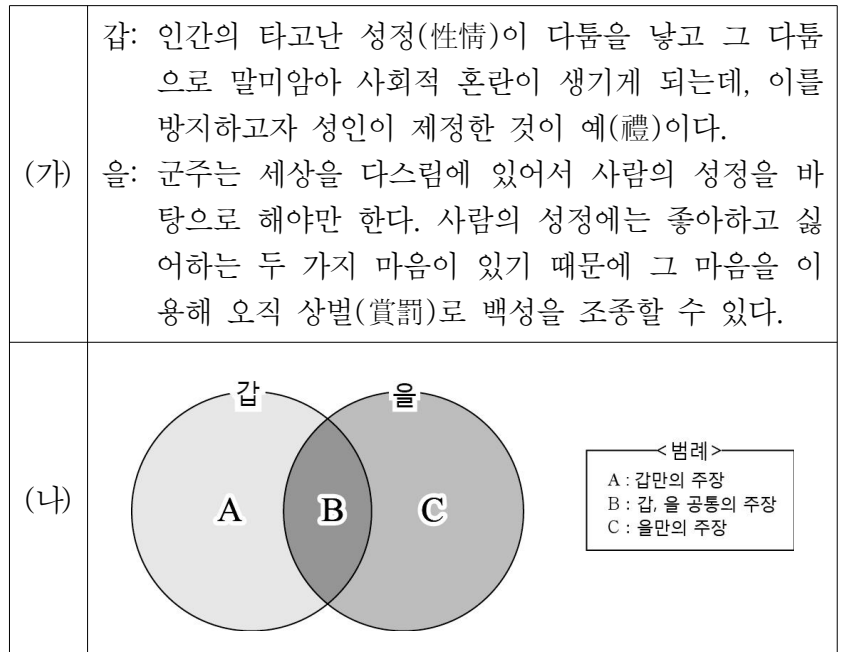 (가)
갑: 인간의 타고난 성정(性情)이 다툼을 낳고 그 다툼
으로 말미암아 사회적 혼란이 생기게 되는데, 이를
방지하고자 성인이 제정한 것이 예(禮)이다.
을: 군주는 세상을 다스림에 있어서 사람의 성정을 바
탕으로 해야만 한다. 사람의 성정에는 좋아하고 싫
어하는 두 가지 마음이 있기 때문에 그 마음을 이
용해 오직 상벌(賞罰)로 백성을 조종할 수 있다.
(나)
갑 을
A B C
<범례>
A : 갑만의 주장
B : 갑, 을 공통의 주장
C : 을만의 주장